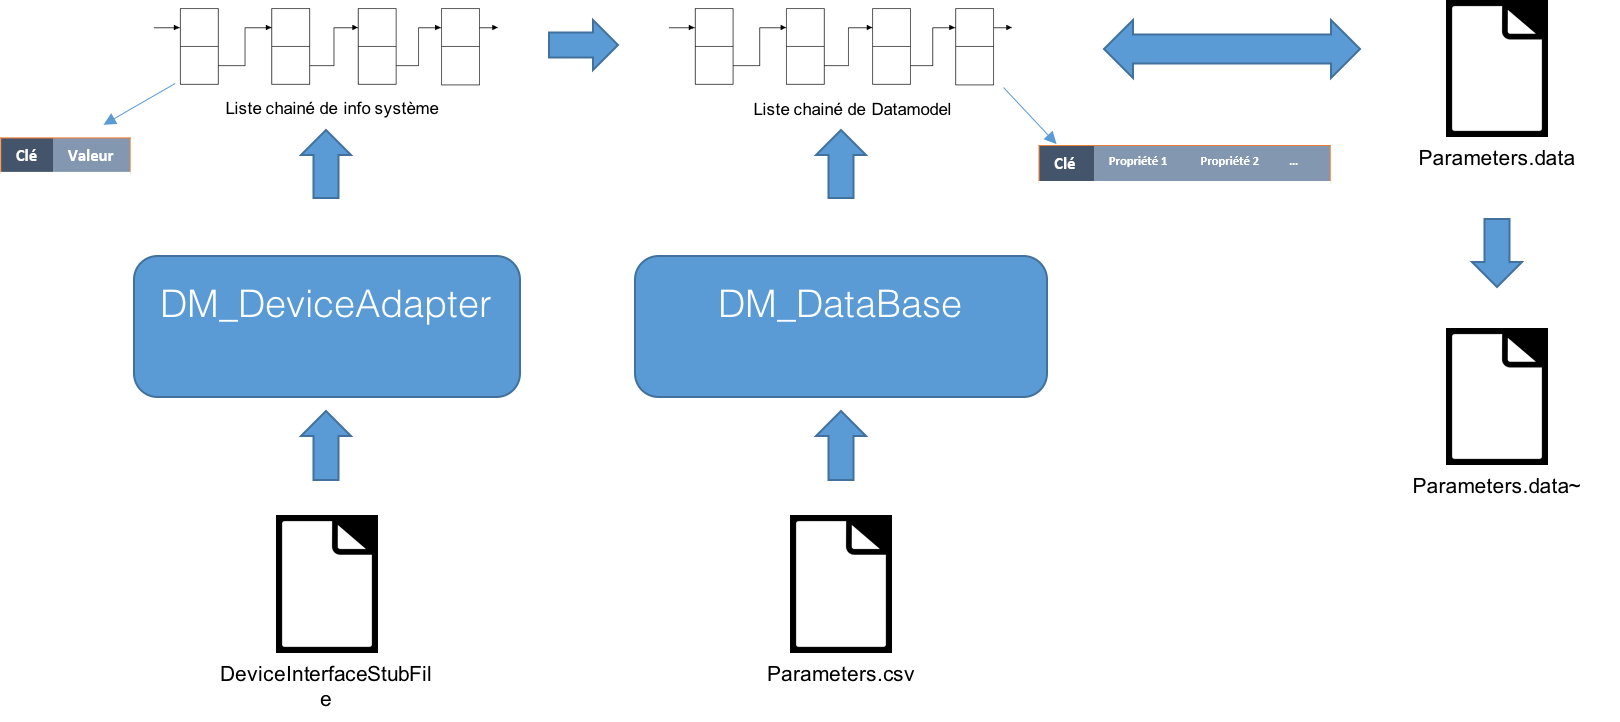 Liste chainé de info système
Liste chainé de Datamodel
Clé Valeur
Clé Propriété 1 Propriété 2 ...
Parameters.data
DM_DeviceAdapter
DM_DataBase
Parameters.data~
DeviceInterfaceStubFil
e
Parameters.csv